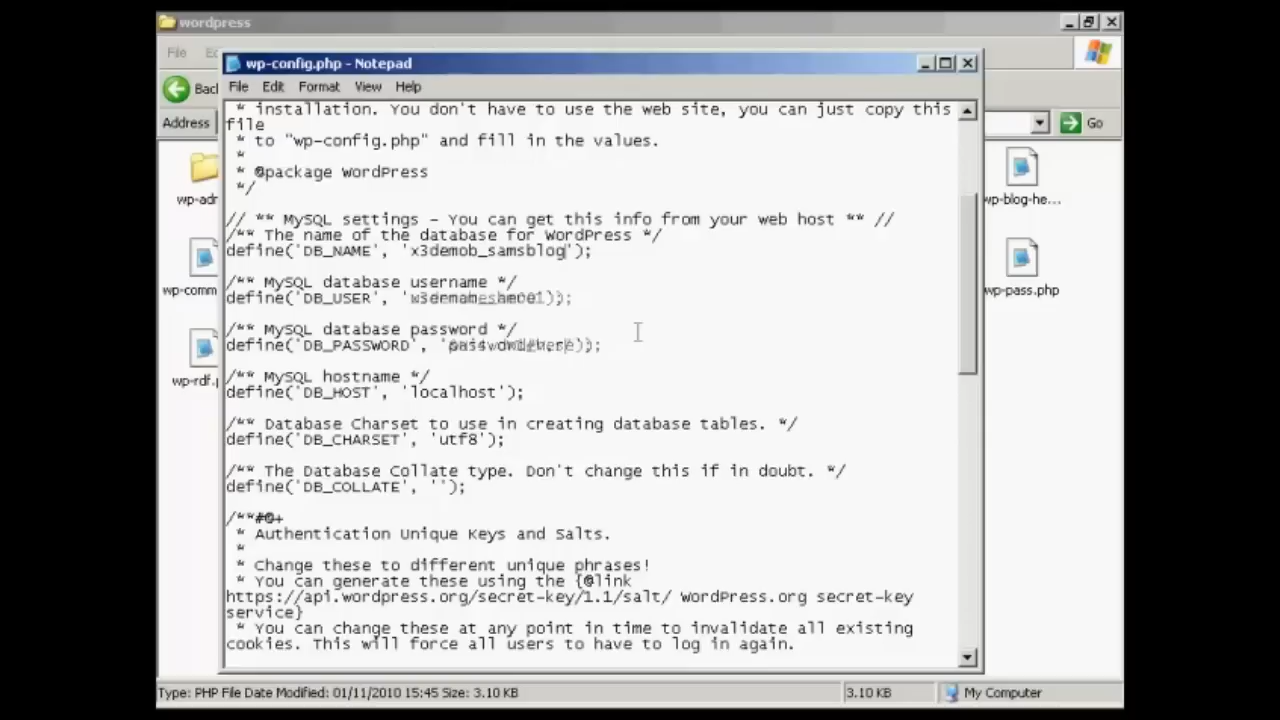 wordpress
File
wp-config.php - Notepad
File Edit Format View Help
Address
Go
* installation. You don't have to use the web site, you can just copy this
file
* to "wp-config.php" and fill in the values.
*
* @package WordPress
*/
// ** MySQL settings - You can get this info from your web host ** //
/** The name of the database for WordPress */
define('DB_NAME', 'x3demob_samsblog');
/** MySQL database username */
define('DB_USER',
/** MySQL database password */
define('DB_PASSWORD',
/** MySQL hostname */
define('DB_HOST', 'localhost');
/** Database Charset to use in creating database tables. */
define('DB_CHARSET', 'utf8');
/** The Database Collate type. Don't change this if in doubt. */
define('DB_COLLATE', '');
/**#@+
* Authentication Unique Keys and Salts.
*
* Change these to different unique phrases!
* You can generate these using the {@link
https://api.wordpress.org/secret-key/1.1/salt/ WordPress.org secret-key
service}
* You can change these at any point in time to invalidate all existing
cookies. This will force all users to have to log in again.
wp-blog-he...
wp-pass.php
Type: PHP File Date Modified: 01/11/2010 15:45 Size: 3.10 KB
3.10 KB
My Computer